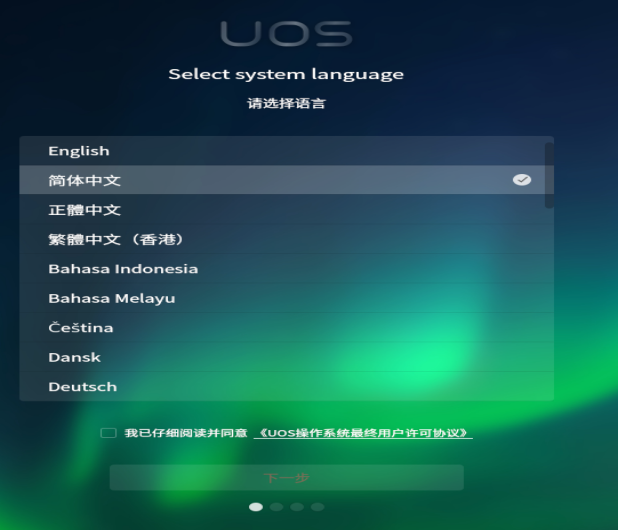 UOS
Select system language
请选择语言
English
简体中文
正體中文
繁體中文（香港）
Bahasa Indonesia
Bahasa Melayu
Čeština
Dansk
Deutsch
我已仔细阅读并同意 《UOS操作系统最终用户许可协议》
下一步